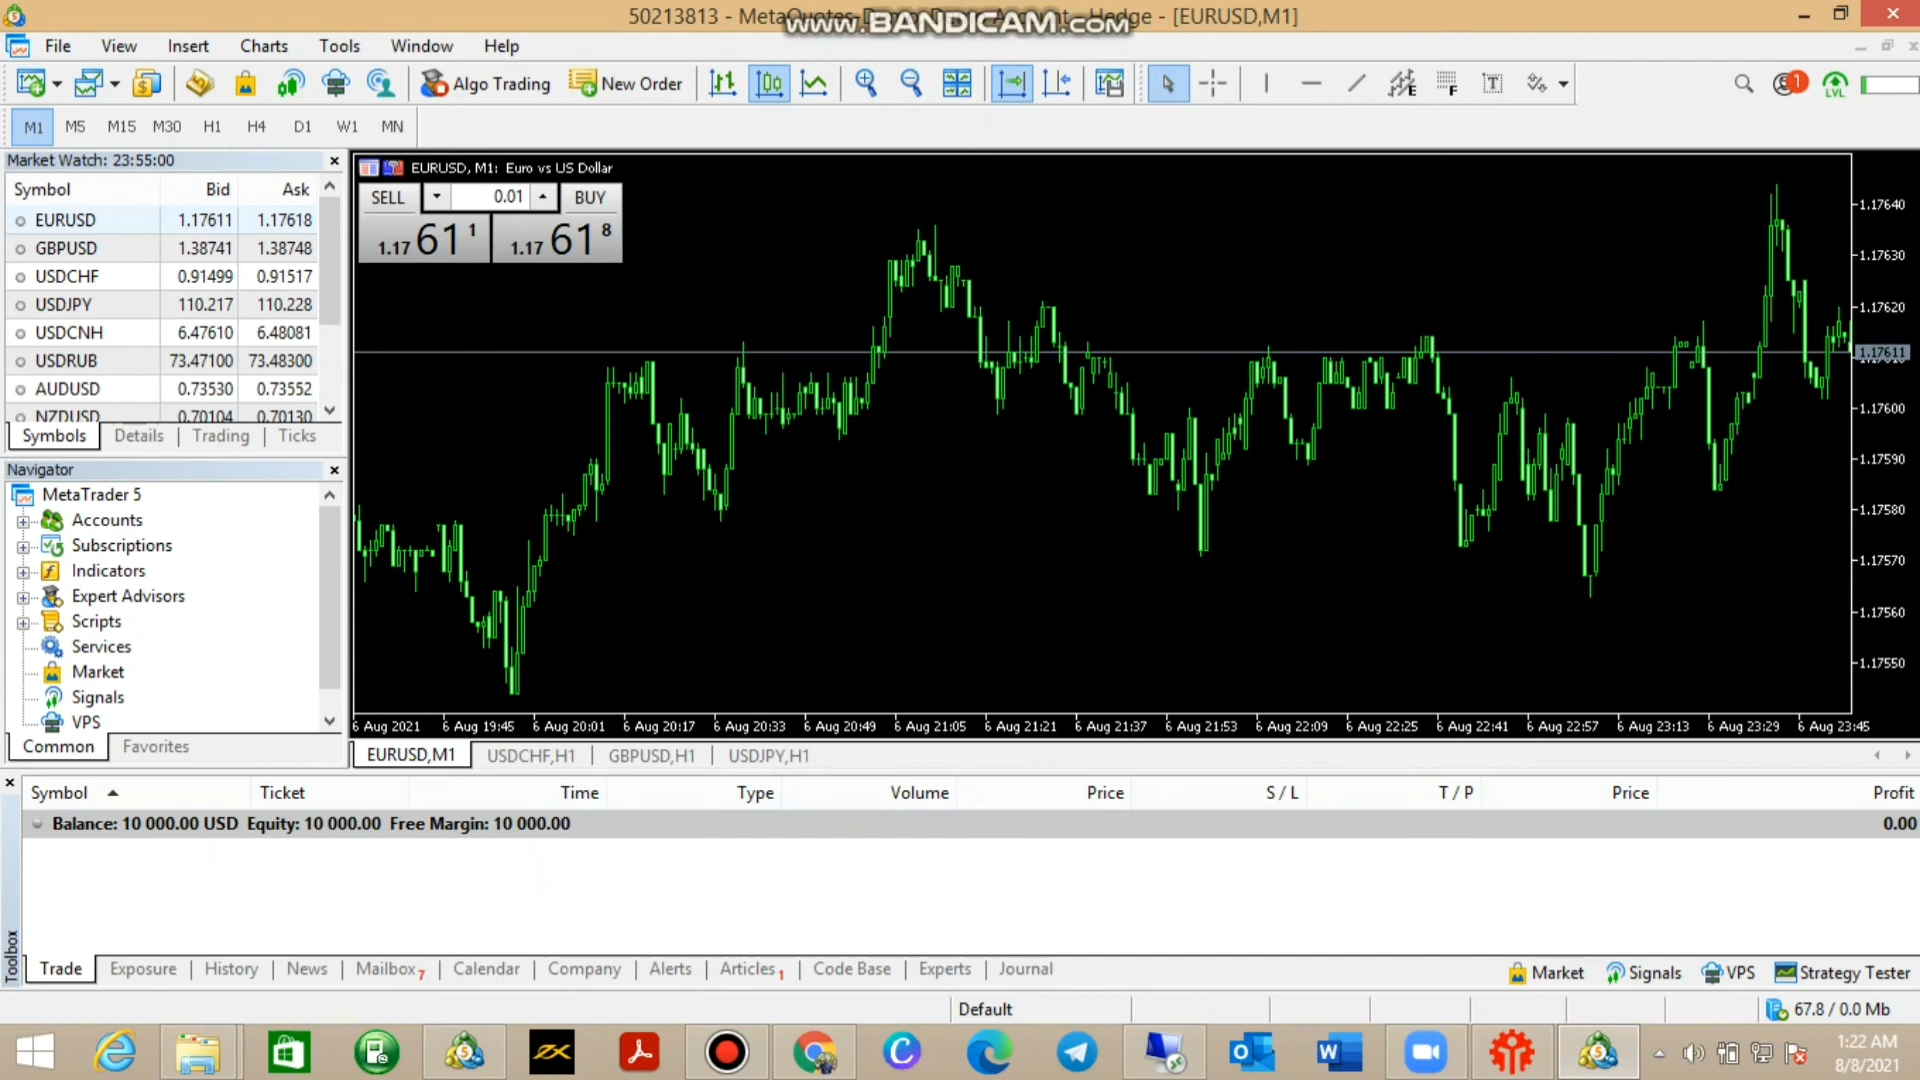 50213813 - MetaQuotes - Hedge - [EURUSD,M1]
www.BANDICAM.com
File View Insert Charts Tools Window Help
Algo Trading New Order 1 LVL
M1 M5 M15 M30 H1 H4 D1 W1 MN
Market Watch: 23:55:00
Symbol Bid Ask
EURUSD 1.17611 1.17618
GBPUSD 1.38741 1.38748
USDCHF 0.91499 0.91517
USDJPY 110.217 110.228
USDCNH 6.47610 6.48081
USDRUB 73.47100 73.48300
AUDUSD 0.73530 0.73552
NZDUSD 0.70104 0.70130
Symbols Details Trading Ticks
Navigator
MetaTrader 5
Accounts
Subscriptions
Indicators
Expert Advisors
Scripts
Services
Market
Signals
VPS
Common Favorites
EURUSD, M1: Euro vs US Dollar
SELL 0.01 BUY
1.17 61 1 1.17 61 8
1.17640
1.17630
1.17620
1.17611
1.17600
1.17590
1.17580
1.17570
1.17560
1.17550
6 Aug 2021 6 Aug 19:45 6 Aug 20:01 6 Aug 20:17 6 Aug 20:33 6 Aug 20:49 6 Aug 21:05 6 Aug 21:21 6 Aug 21:37 6 Aug 21:53 6 Aug 22:09 6 Aug 22:25 6 Aug 22:41 6 Aug 22:57 6 Aug 23:13 6 Aug 23:29 6 Aug 23:45
EURUSD,M1 USDCHF,H1 GBPUSD,H1 USDJPY,H1
Symbol Ticket Time Type Volume Price S / L T / P Price Profit
Balance: 10 000.00 USD Equity: 10 000.00 Free Margin: 10 000.00 0.00
Toolbox
Trade Exposure History News Mailbox 7 Calendar Company Alerts Articles 1 Code Base Experts Journal
Market Signals VPS Strategy Tester
Default 67.8 / 0.0 Mb
1:22 AM
8/8/2021